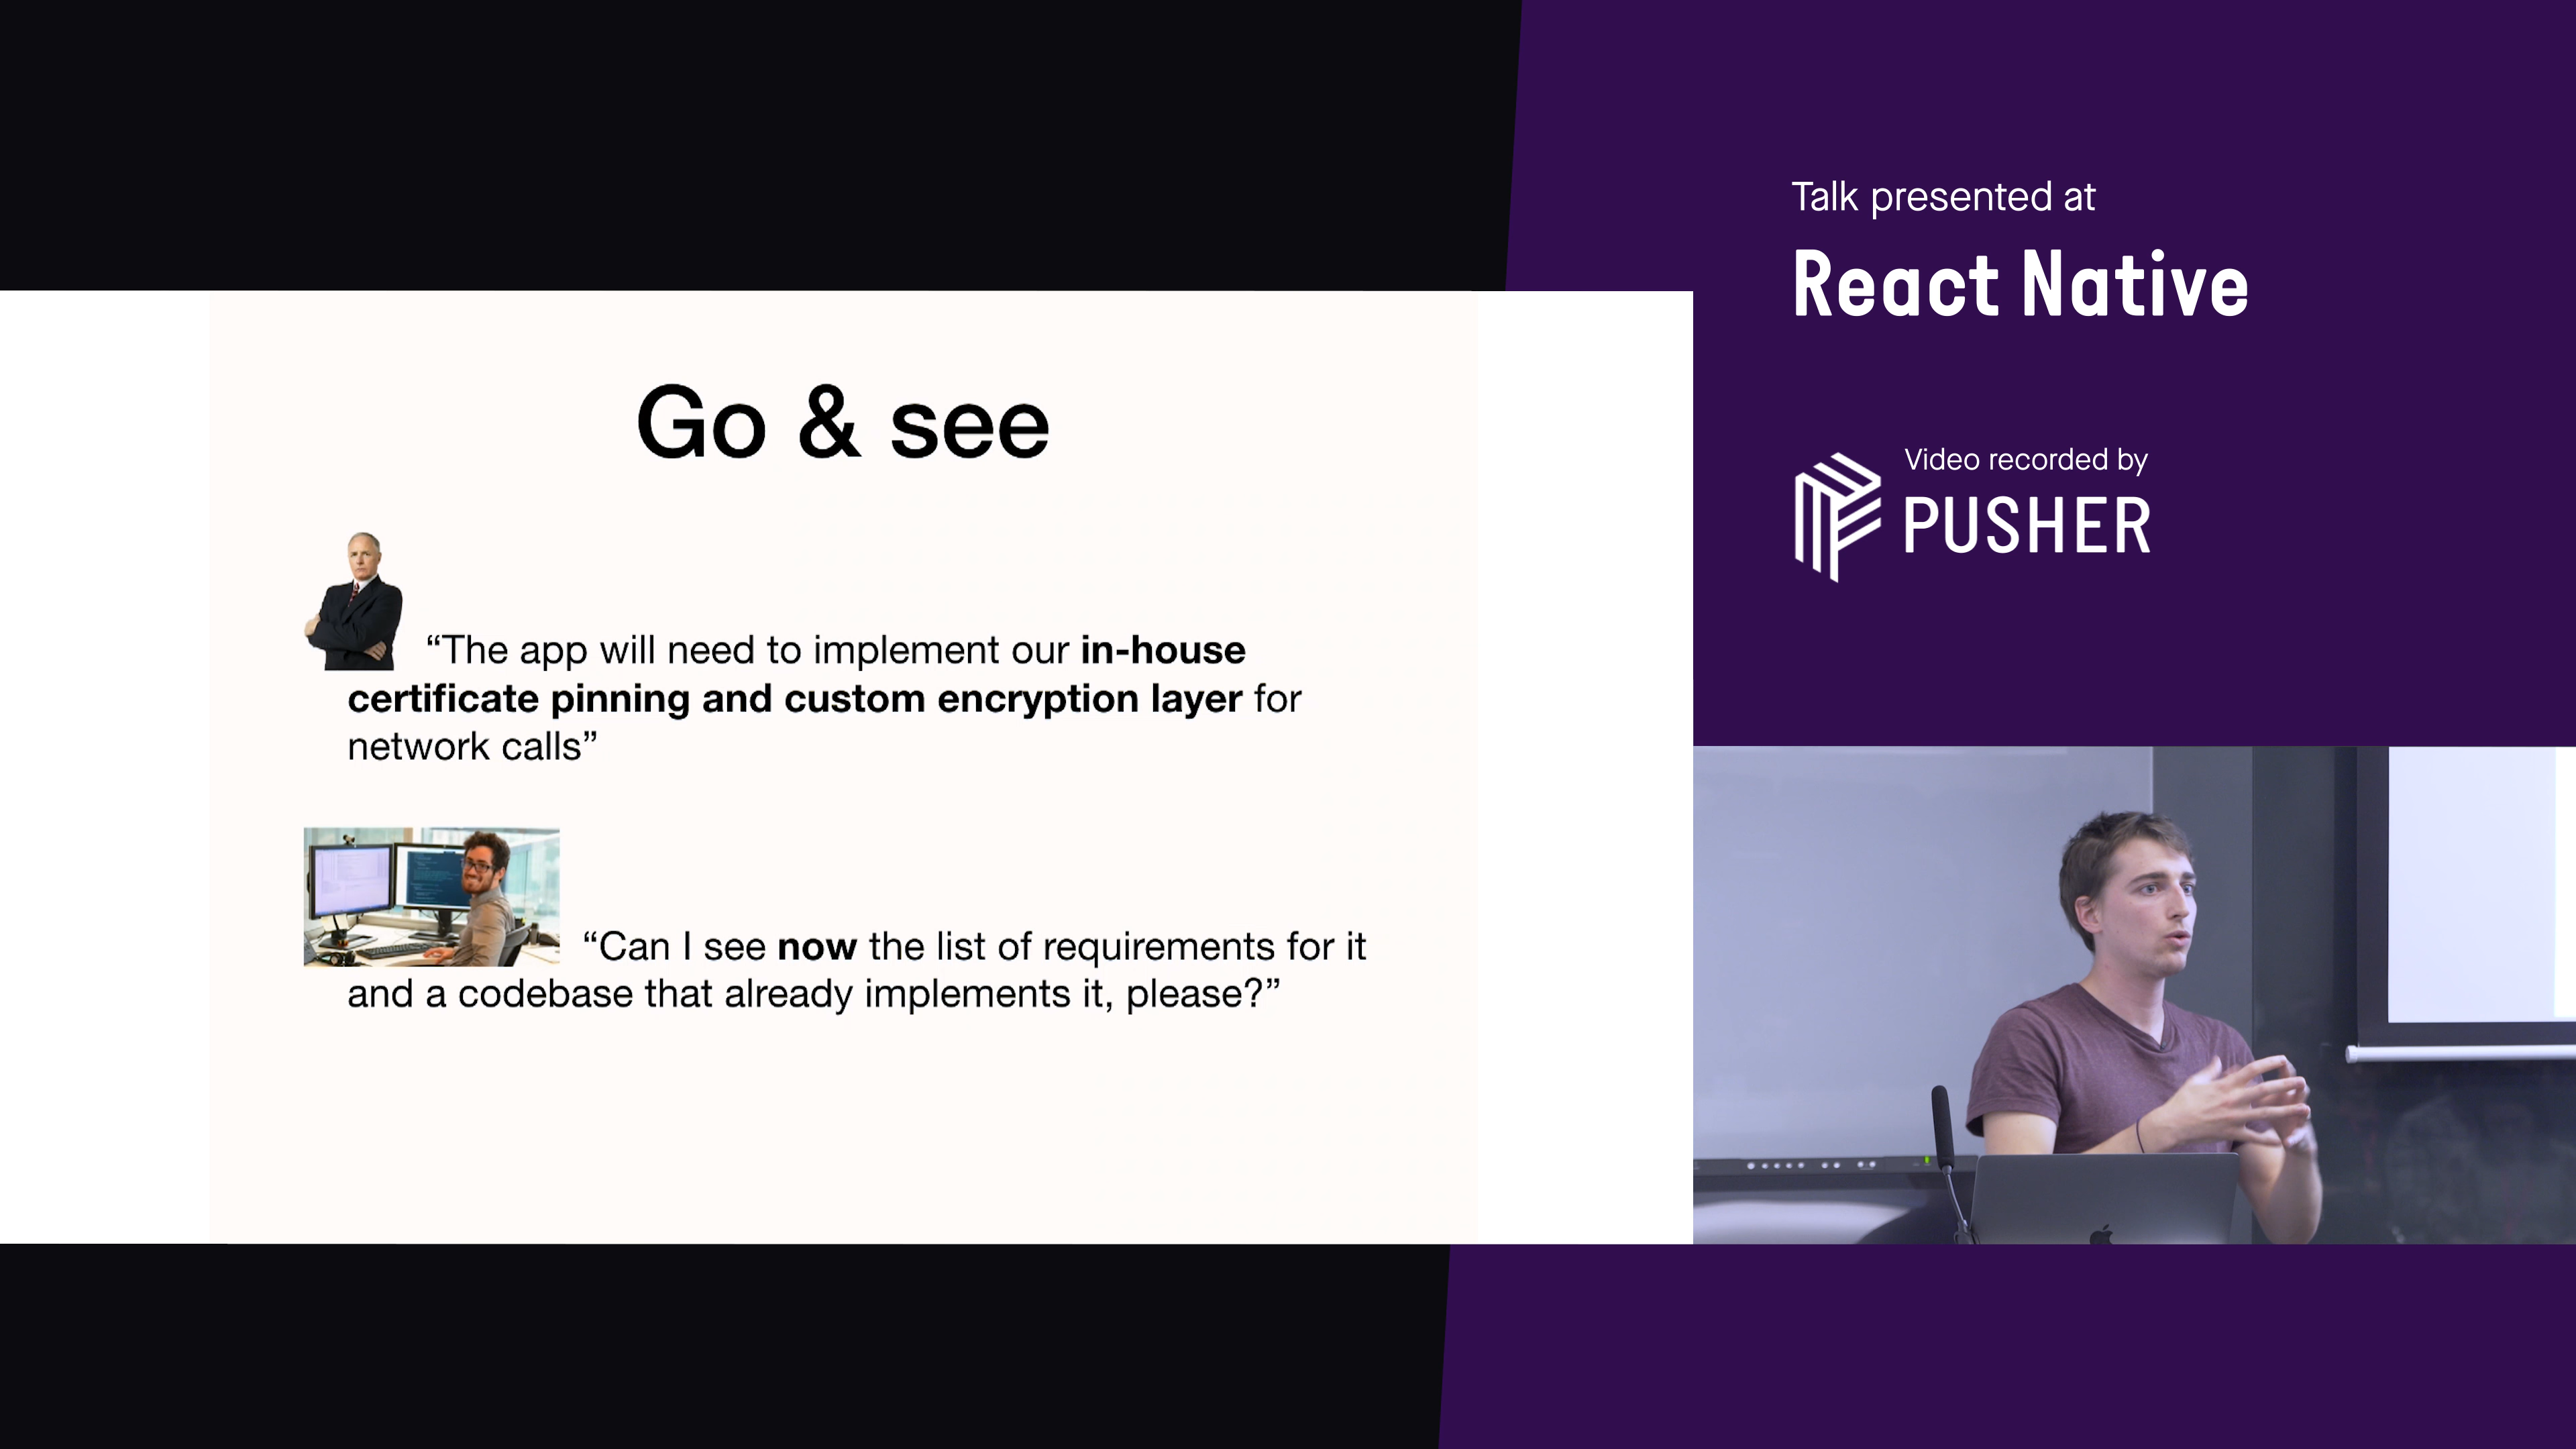 Talk presented at
React Native
Video recorded by
PUSHER
Go & see
“The app will need to implement our in-house
certificate pinning and custom encryption layer for
network calls”
“Can I see now the list of requirements for it
and a codebase that already implements it, please?”